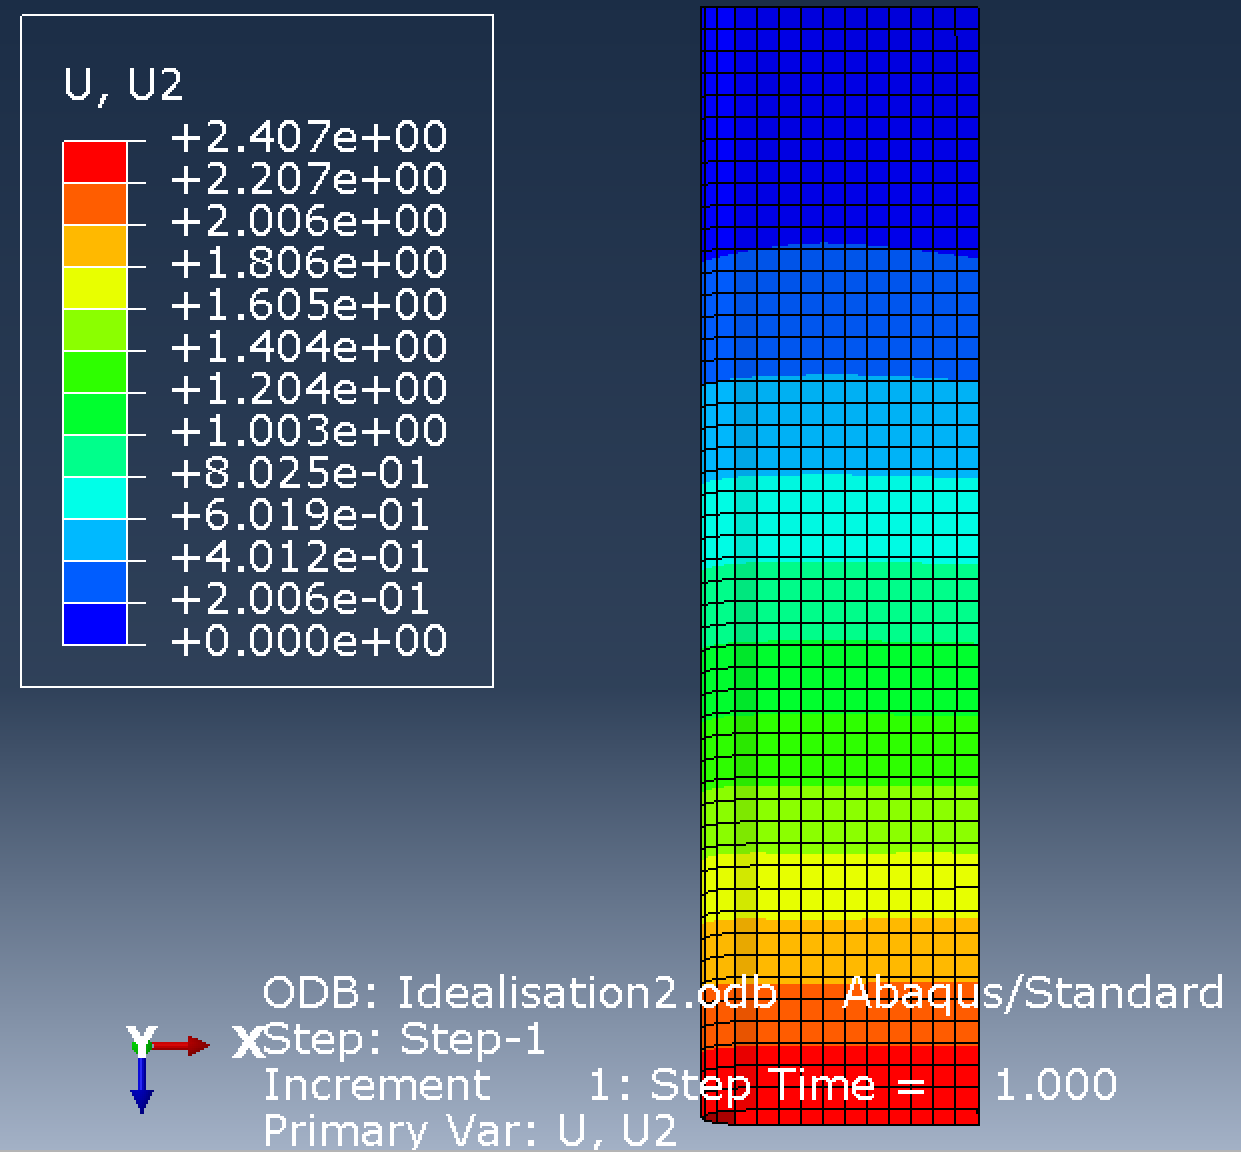 U, U2
+2.407e+00
+2.207e+00
+2.006e+00
+1.806e+00
+1.605e+00
+1.404e+00
+1.204e+00
+1.003e+00
+8.025e-01
+6.019e-01
+4.012e-01
+2.006e-01
+0.000e+00
ODB: Idealisation2.odb Abaqus/Standard
Y X
Step: Step-1
Increment 1: Step Time = 1.000
Primary Var: U, U2